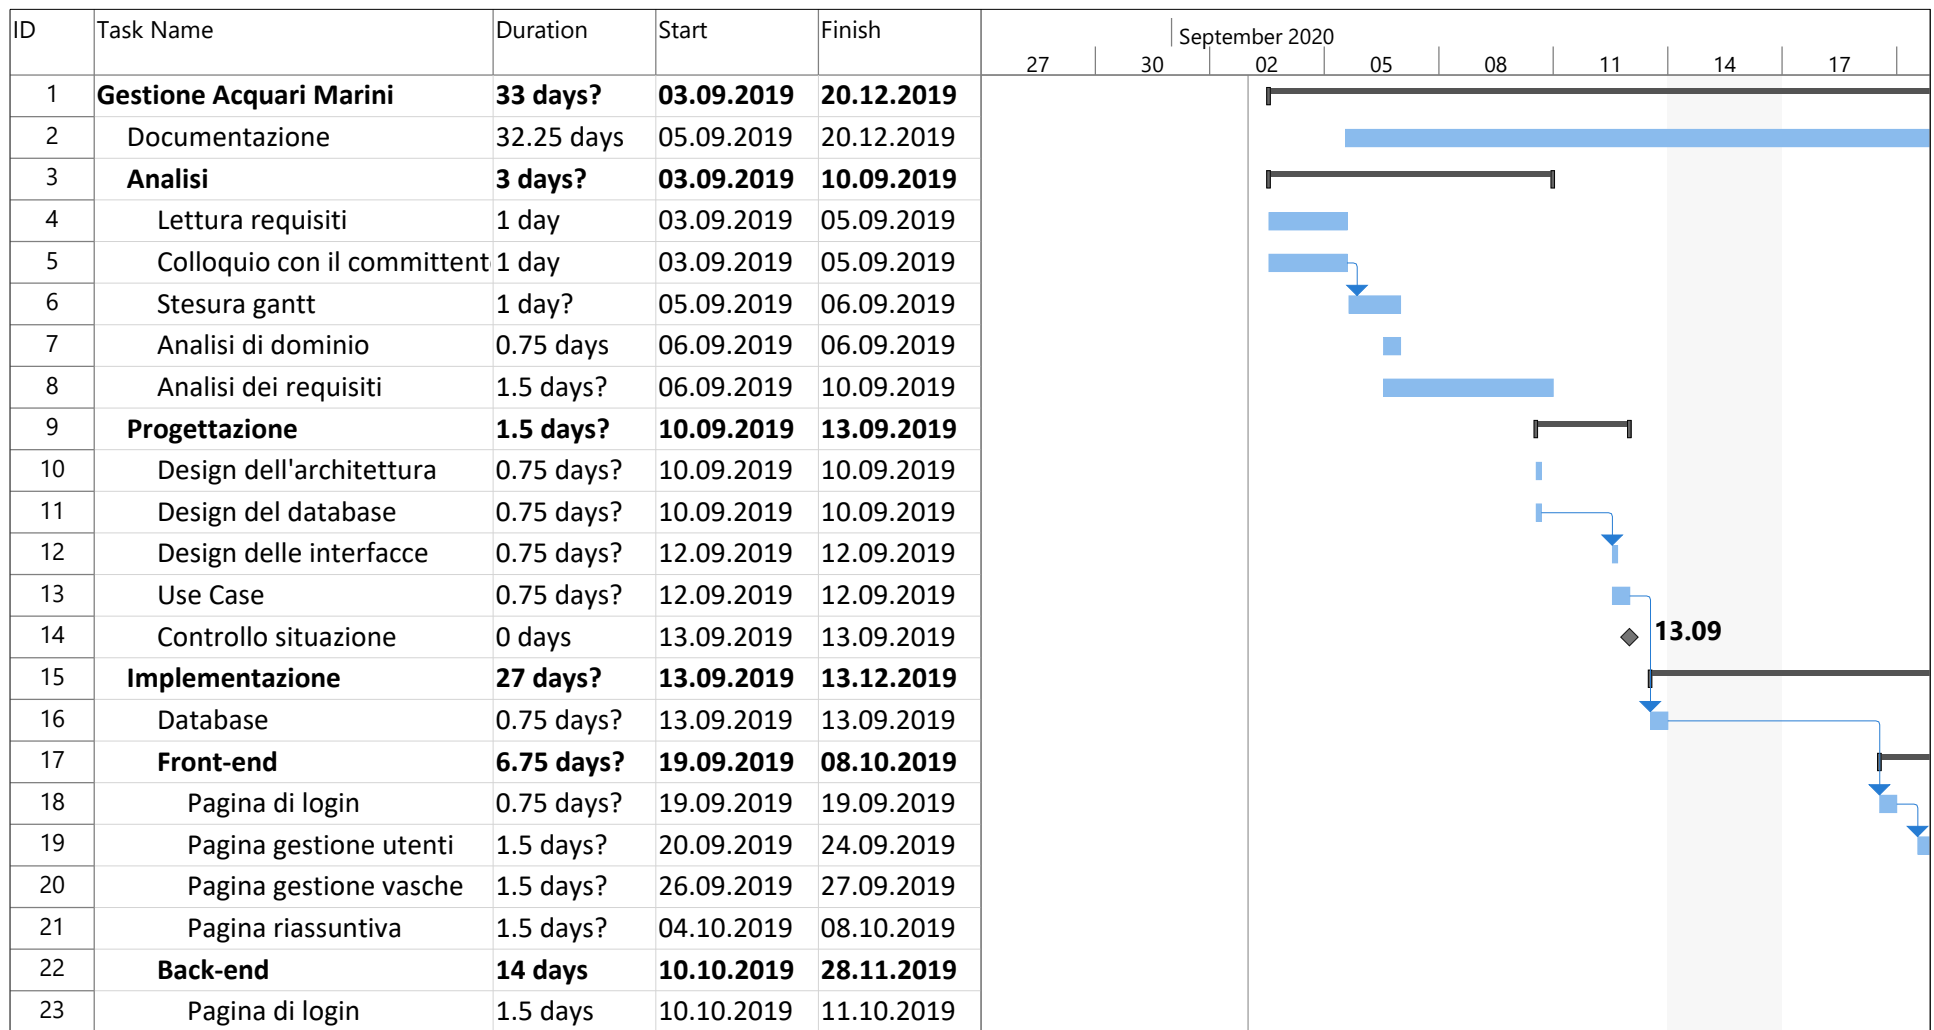 ID Task Name Duration Start Finish September 2020
27 30 02 05 08 11 14 17
1 Gestione Acquari Marini 33 days? 03.09.2019 20.12.2019
2 Documentazione 32.25 days 05.09.2019 20.12.2019
3 Analisi 3 days? 03.09.2019 10.09.2019
4 Lettura requisiti 1 day 03.09.2019 05.09.2019
5 Colloquio con il committent 1 day 03.09.2019 05.09.2019
6 Stesura gantt 1 day? 05.09.2019 06.09.2019
7 Analisi di dominio 0.75 days 06.09.2019 06.09.2019
8 Analisi dei requisiti 1.5 days? 06.09.2019 10.09.2019
9 Progettazione 1.5 days? 10.09.2019 13.09.2019
10 Design dell'architettura 0.75 days? 10.09.2019 10.09.2019
11 Design del database 0.75 days? 10.09.2019 10.09.2019
12 Design delle interfacce 0.75 days? 12.09.2019 12.09.2019
13 Use Case 0.75 days? 12.09.2019 12.09.2019
14 Controllo situazione 0 days 13.09.2019 13.09.2019 13.09
15 Implementazione 27 days? 13.09.2019 13.12.2019
16 Database 0.75 days? 13.09.2019 13.09.2019
17 Front-end 6.75 days? 19.09.2019 08.10.2019
18 Pagina di login 0.75 days? 19.09.2019 19.09.2019
19 Pagina gestione utenti 1.5 days? 20.09.2019 24.09.2019
20 Pagina gestione vasche 1.5 days? 26.09.2019 27.09.2019
21 Pagina riassuntiva 1.5 days? 04.10.2019 08.10.2019
22 Back-end 14 days 10.10.2019 28.11.2019
23 Pagina di login 1.5 days 10.10.2019 11.10.2019